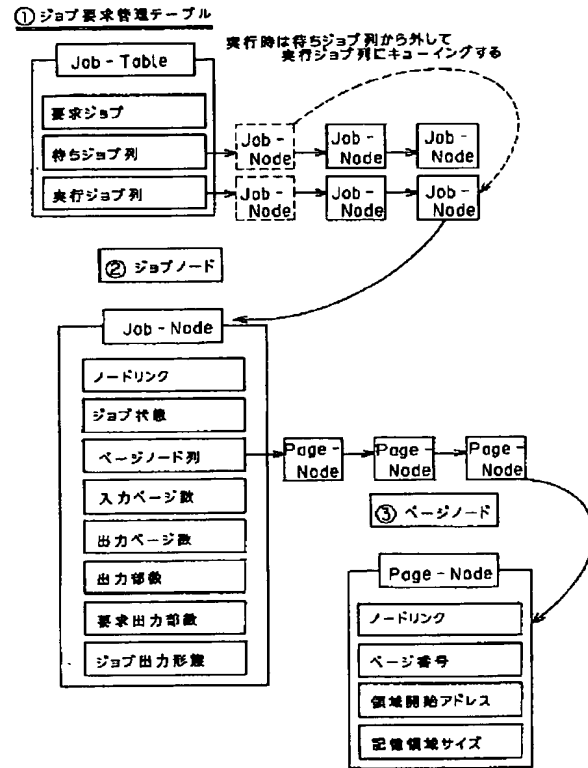 ① ジョブ要求管理テーブル
実行時は待ちジョブ列から外して
実行ジョブ列にキューイングする
Job-Table
要求ジョブ
待ちジョブ列
Job-
Node
Job-
Node
Job-
Node
実行ジョブ列
Job-
Node
Job-
Node
Job-
Node
② ジョブノード
Job-Node
ノードリンク
ジョブ状態
ページノード列
Page-
Node
Page-
Node
Page-
Node
入力ページ数
出力ページ数
出力部数
要求出力部数
ジョブ出力形態
③ ページノード
Page-Node
ノードリンク
ページ番号
領域開始アドレス
記憶領域サイズ